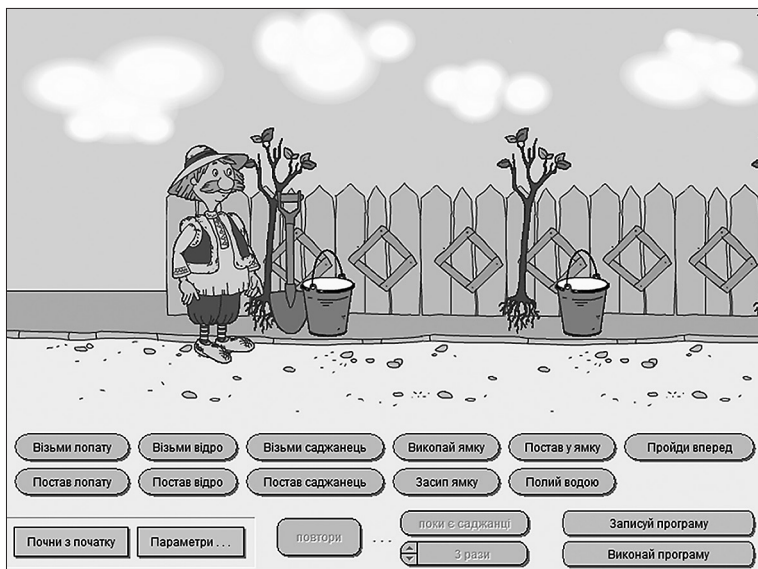 Візьми лопату Візьми відро Візьми саджанець Викопай ямку Постав у ямку Пройди вперед
Постав лопату Постав відро Постав саджанець Засип ямку Полий водою
Почни з початку Параметри . . . повтори . . . поки є саджанці Записуй програму
3 рази Виконай програму